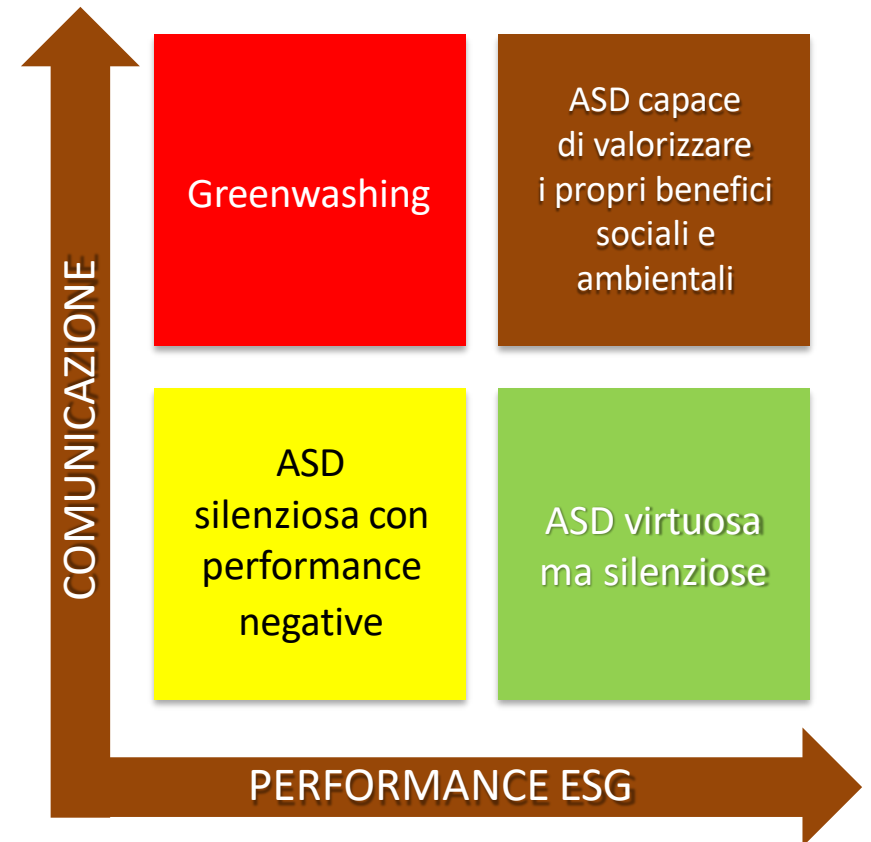 COMUNICAZIONE
Greenwashing
ASD capace
di valorizzare
i propri benefici
sociali e
ambientali
ASD
silenziosa con
performance
negative
ASD virtuosa
ma silenziose
PERFORMANCE ESG